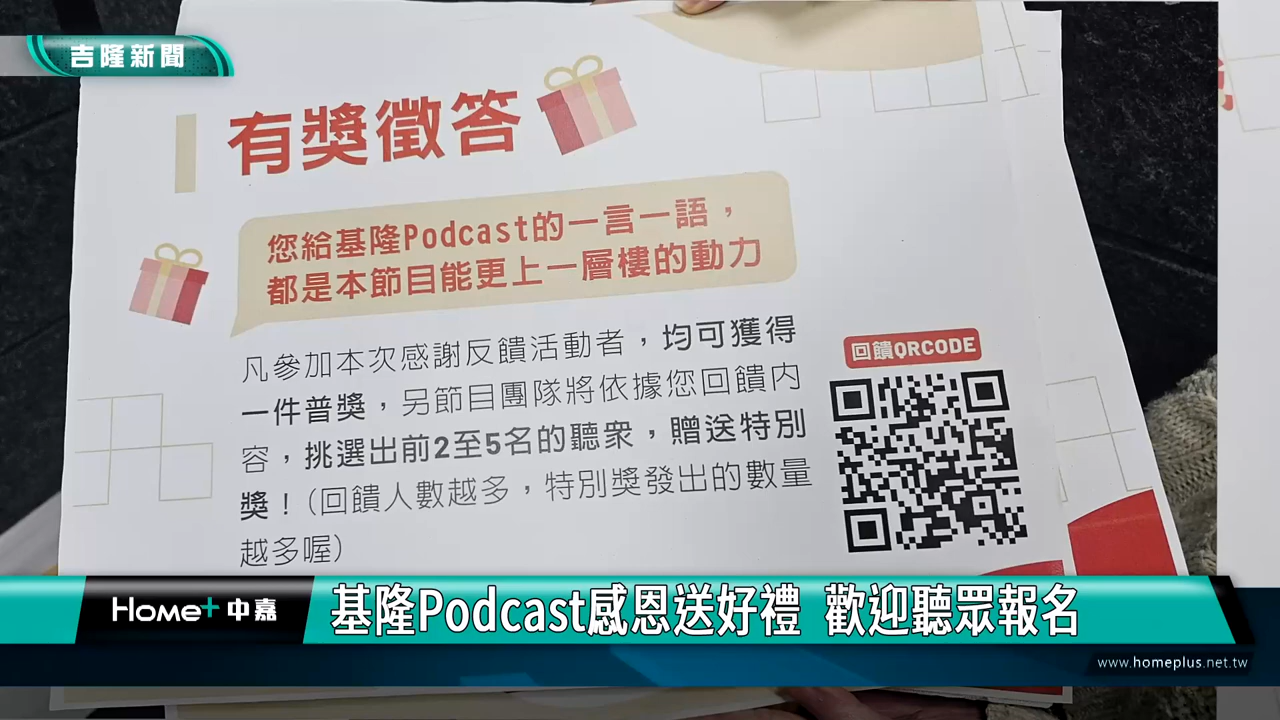 吉隆新聞
有獎徵答
您給基隆Podcast的一言一語，
都是本節目能更上一層樓的動力
凡參加本次感謝反饋活動者，均可獲得
一件普獎，另節目團隊將依據您回饋內
容，挑選出前2至5名的聽衆，贈送特別
獎！(回饋人數越多，特別獎發出的數量
越多喔)
回饋QRCODE
Home+中嘉
基隆Podcast感恩送好禮 歡迎聽眾報名
www.homeplus.net.tw